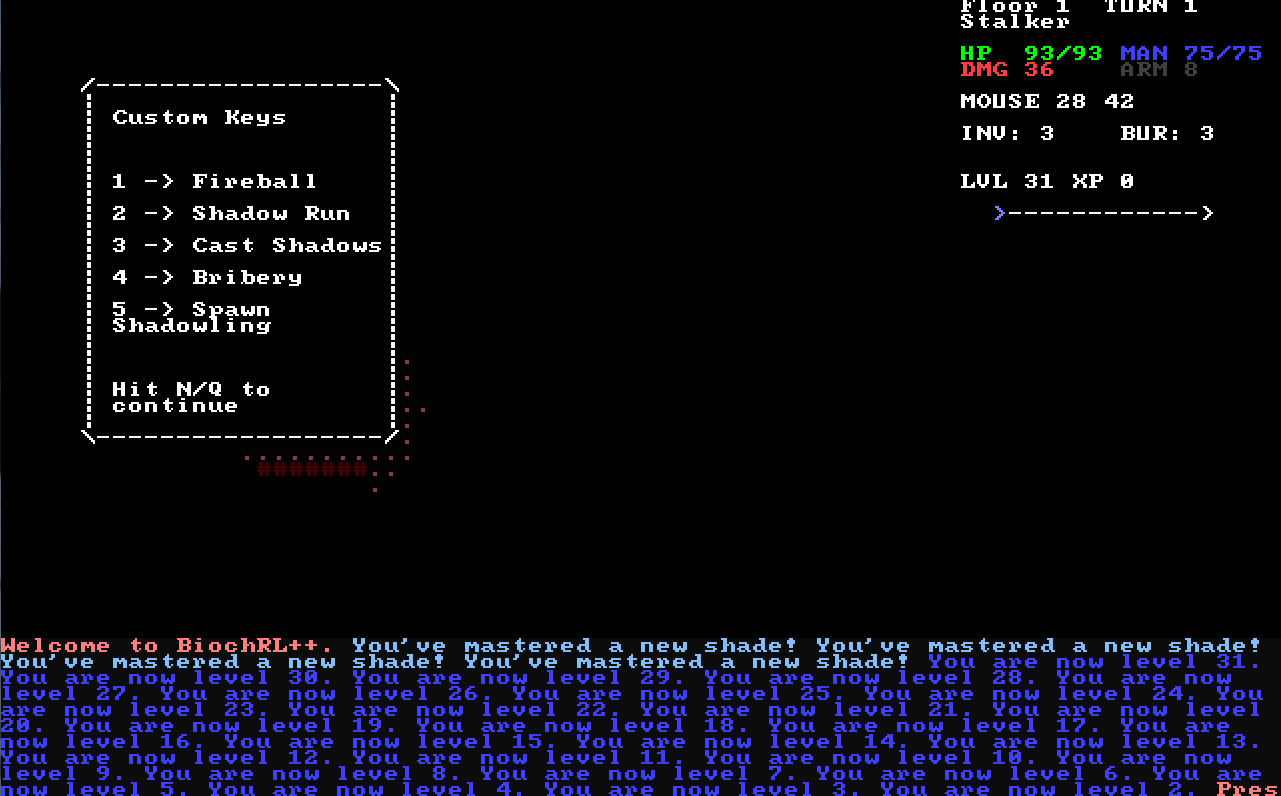 Floor 1 TURN 1
Stalker
HP 93/93 MAN 75/75
DMG 36 ARM 8
MOUSE 28 42
INV: 3 BUR: 3
LVL 31 XP 0
>------------>
Custom Keys
1 -> Fireball
2 -> Shadow Run
3 -> Cast Shadows
4 -> Bribery
5 -> Spawn
Shadowling
Hit N/Q to
continue
Welcome to BiochRL++. You've mastered a new shade! You've mastered a new shade!
You've mastered a new shade! You've mastered a new shade! You are now level 31.
You are now level 30. You are now level 29. You are now level 28. You are now
level 27. You are now level 26. You are now level 25. You are now level 24. You
are now level 23. You are now level 22. You are now level 21. You are now level
20. You are now level 19. You are now level 18. You are now level 17. You are
now level 16. You are now level 15. You are now level 14. You are now level 13.
You are now level 12. You are now level 11. You are now level 10. You are now
level 9. You are now level 8. You are now level 7. You are now level 6. You are
now level 5. You are now level 4. You are now level 3. You are now level 2. Pres